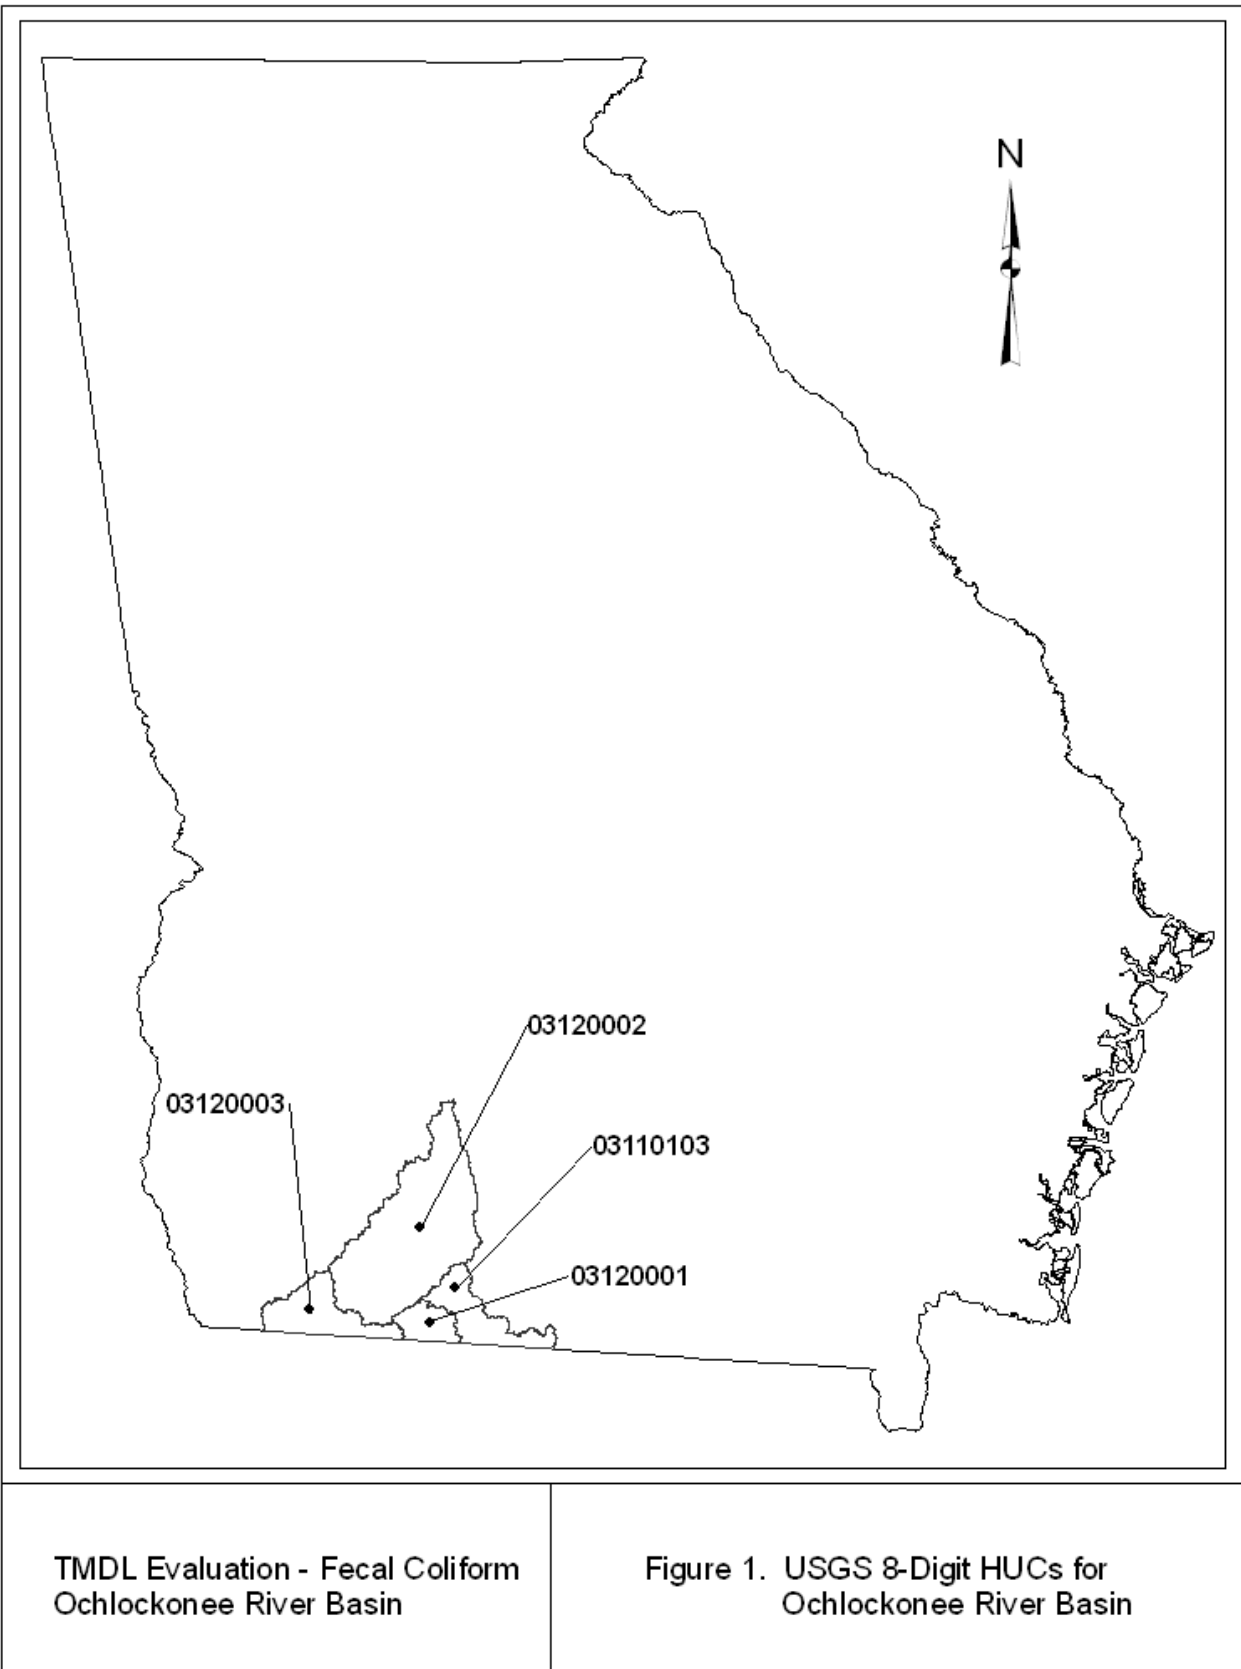 N
03120002
03120003
03110103
03120001
TMDL Evaluation - Fecal Coliform
Ochlockonee River Basin
Figure 1. USGS 8-Digit HUCs for
Ochlockonee River Basin